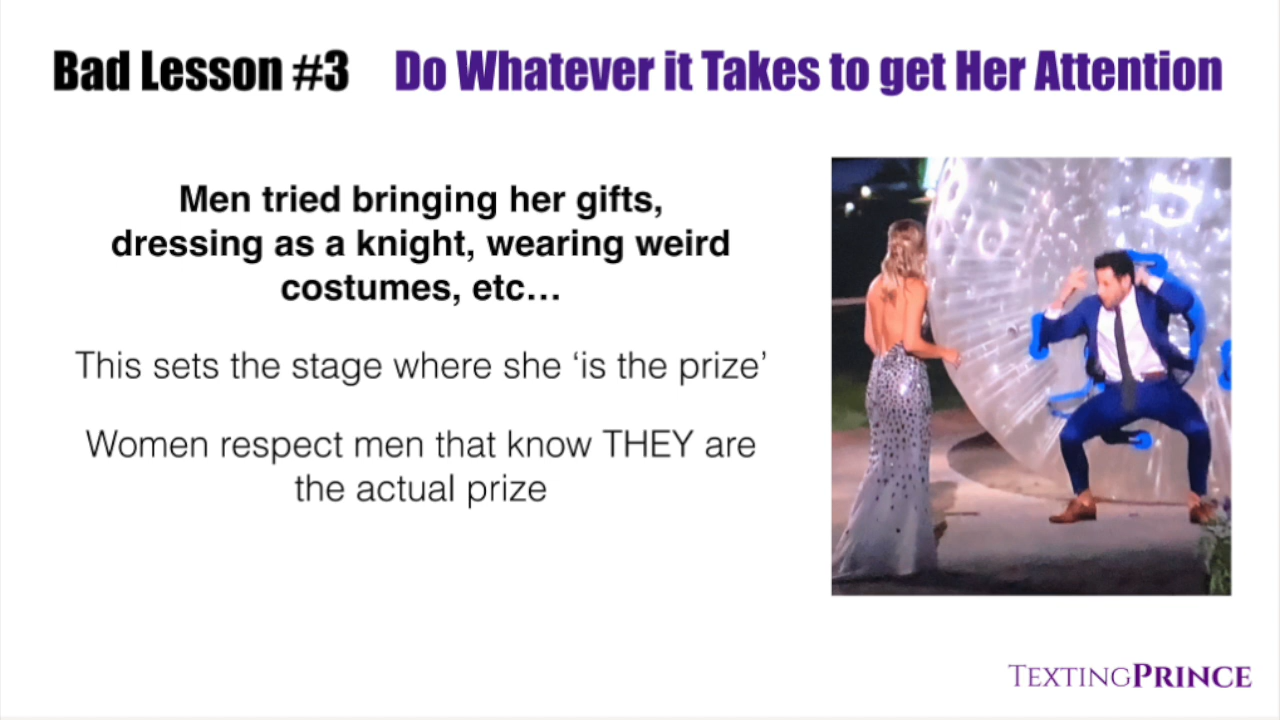 Bad Lesson #3 Do Whatever it Takes to get Her Attention
Men tried bringing her gifts,
dressing as a knight, wearing weird
costumes, etc…
This sets the stage where she ‘is the prize’
Women respect men that know THEY are
the actual prize
TEXTINGPRINCE